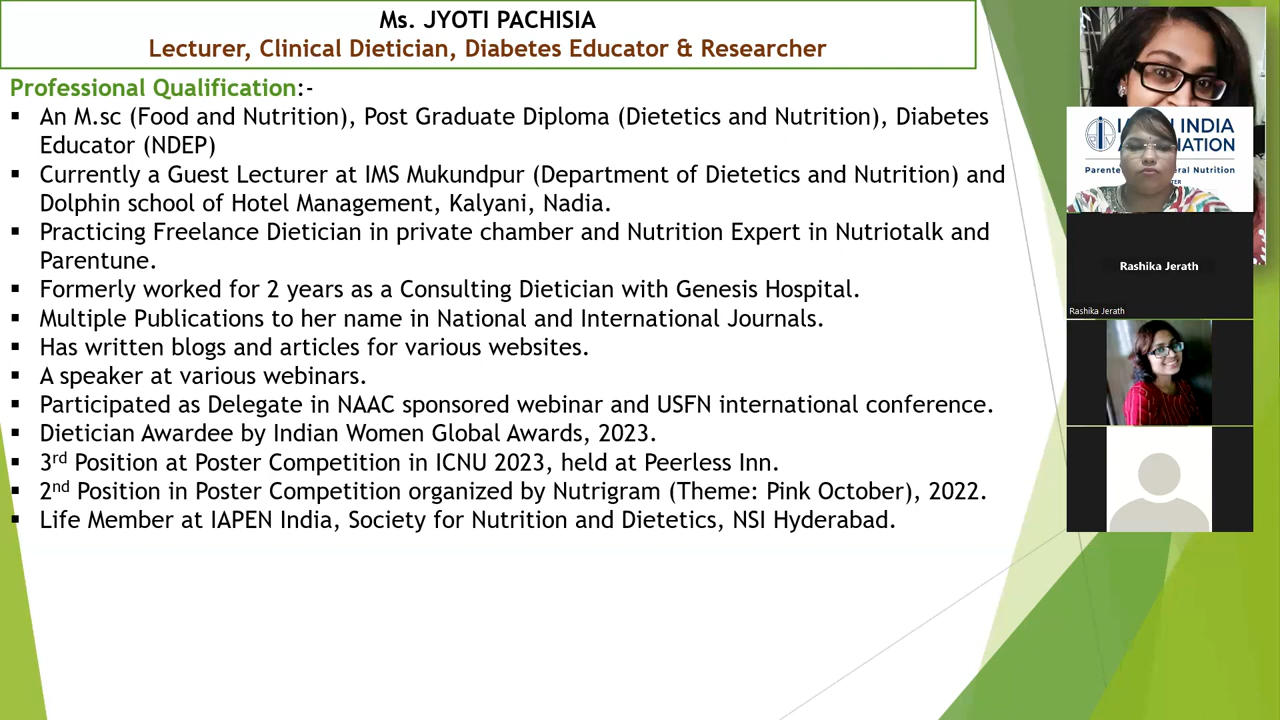 Ms. JYOTI PACHISIA
Lecturer, Clinical Dietician, Diabetes Educator & Researcher
Professional Qualification:-
▪ An M.sc (Food and Nutrition), Post Graduate Diploma (Dietetics and Nutrition), Diabetes
Educator (NDEP)
▪ Currently a Guest Lecturer at IMS Mukundpur (Department of Dietetics and Nutrition) and
Dolphin school of Hotel Management, Kalyani, Nadia.
▪ Practicing Freelance Dietician in private chamber and Nutrition Expert in Nutriotalk and
Parentune.
▪ Formerly worked for 2 years as a Consulting Dietician with Genesis Hospital.
▪ Multiple Publications to her name in National and International Journals.
▪ Has written blogs and articles for various websites.
▪ A speaker at various webinars.
▪ Participated as Delegate in NAAC sponsored webinar and USFN international conference.
▪ Dietician Awardee by Indian Women Global Awards, 2023.
▪ 3rd Position at Poster Competition in ICNU 2023, held at Peerless Inn.
▪ 2nd Position in Poster Competition organized by Nutrigram (Theme: Pink October), 2022.
▪ Life Member at IAPEN India, Society for Nutrition and Dietetics, NSI Hyderabad.
INDIA
Nutrition
Rashika Jerath
Rashika Jerath